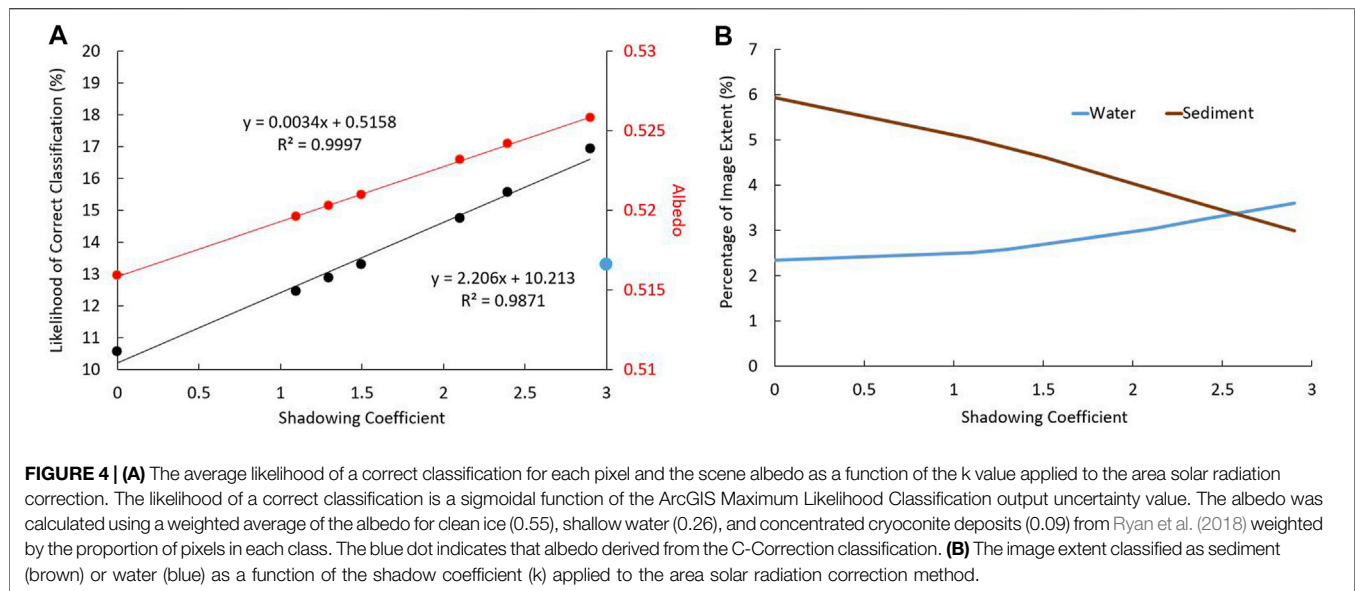 A
B
20
19
18
17
16
15
14
13
12
11
10
Likelihood of Correct Classification (%)
0
0.5
1
1.5
2
2.5
3
Shadowing Coefficient
0.53
0.525
0.52
0.515
0.51
Albedo
y = 0.0034x + 0.5158
R² = 0.9997
y = 2.206x + 10.213
R² = 0.9871
7
6
5
4
3
2
1
0
Percentage of Image Extent (%)
Water
Sediment
0
0.5
1
1.5
2
2.5
3
Shadowing Coefficient
FIGURE 4 | (A) The average likelihood of a correct classification for each pixel and the scene albedo as a function of the k value applied to the area solar radiation
correction. The likelihood of a correct classification is a sigmoidal function of the ArcGIS Maximum Likelihood Classification output uncertainty value. The albedo was
calculated using a weighted average of the albedo for clean ice (0.55), shallow water (0.26), and concentrated cryoconite deposits (0.09) from Ryan et al. (2018) weighted
by the proportion of pixels in each class. The blue dot indicates that albedo derived from the C-Correction classification. (B) The image extent classified as sediment
(brown) or water (blue) as a function of the shadow coefficient (k) applied to the area solar radiation correction method.